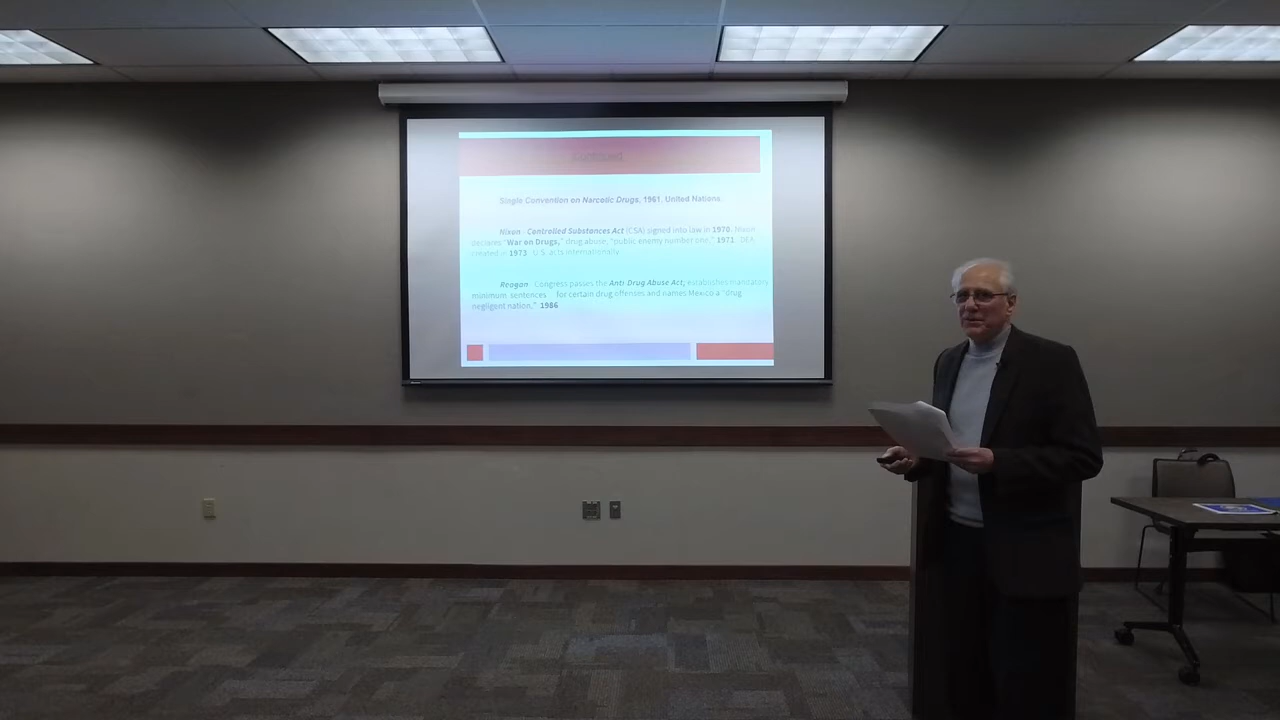 Single Convention on Narcotic Drugs, 1961, United Nations.
Nixon - Controlled Substances Act (CSA) signed into law in 1970. Nixon
declares "War on Drugs," drug abuse, "public enemy number one." 1971. DEA
created in 1973. U.S. acts internationally.
Reagan - Congress passes the Anti-Drug Abuse Act; establishes mandatory
minimum sentences for certain drug offenses and names Mexico a "drug
negligent nation," 1986